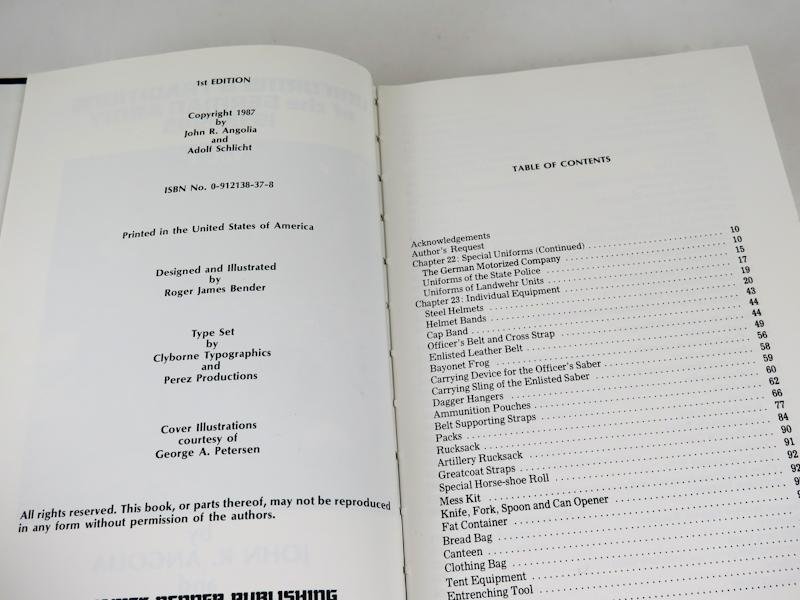 1st EDITION
Copyright 1987
by
John R. Angolia
and
Adolf Schlicht
ISBN No. 0-912138-37-8
Printed in the United States of America
Designed and Illustrated
by
Roger James Bender
Type Set
by
Clyborne Typographics
and
Perez Productions
Cover Illustrations
courtesy of
George A. Petersen
All rights reserved. This book, or parts thereof, may not be reproduced
in any form without permission of the authors.
BENDER PUBLISHING
TABLE OF CONTENTS
Acknowledgements
Author's Request
Chapter 22: Special Uniforms (Continued) 10
The German Motorized Company 10
Uniforms of the State Police 15
Uniforms of Landwehr Units 17
Chapter 23: Individual Equipment 19
Steel Helmets 20
Helmet Bands 43
Cap Band 44
Officer's Belt and Cross Strap 44
Enlisted Leather Belt 49
Bayonet Frog 56
Carrying Device for the Officer's Saber 58
Carrying Sling of the Enlisted Saber 59
Dagger Hangers 60
Ammunition Pouches 62
Belt Supporting Straps 66
Packs 77
Rucksack 84
Artillery Rucksack 90
Greatcoat Straps 91
Special Horse-shoe Roll 92
Mess Kit 92
Knife, Fork, Spoon and Can Opener
Fat Container
Bread Bag
Canteen
Clothing Bag
Tent Equipment
Entrenching Tool